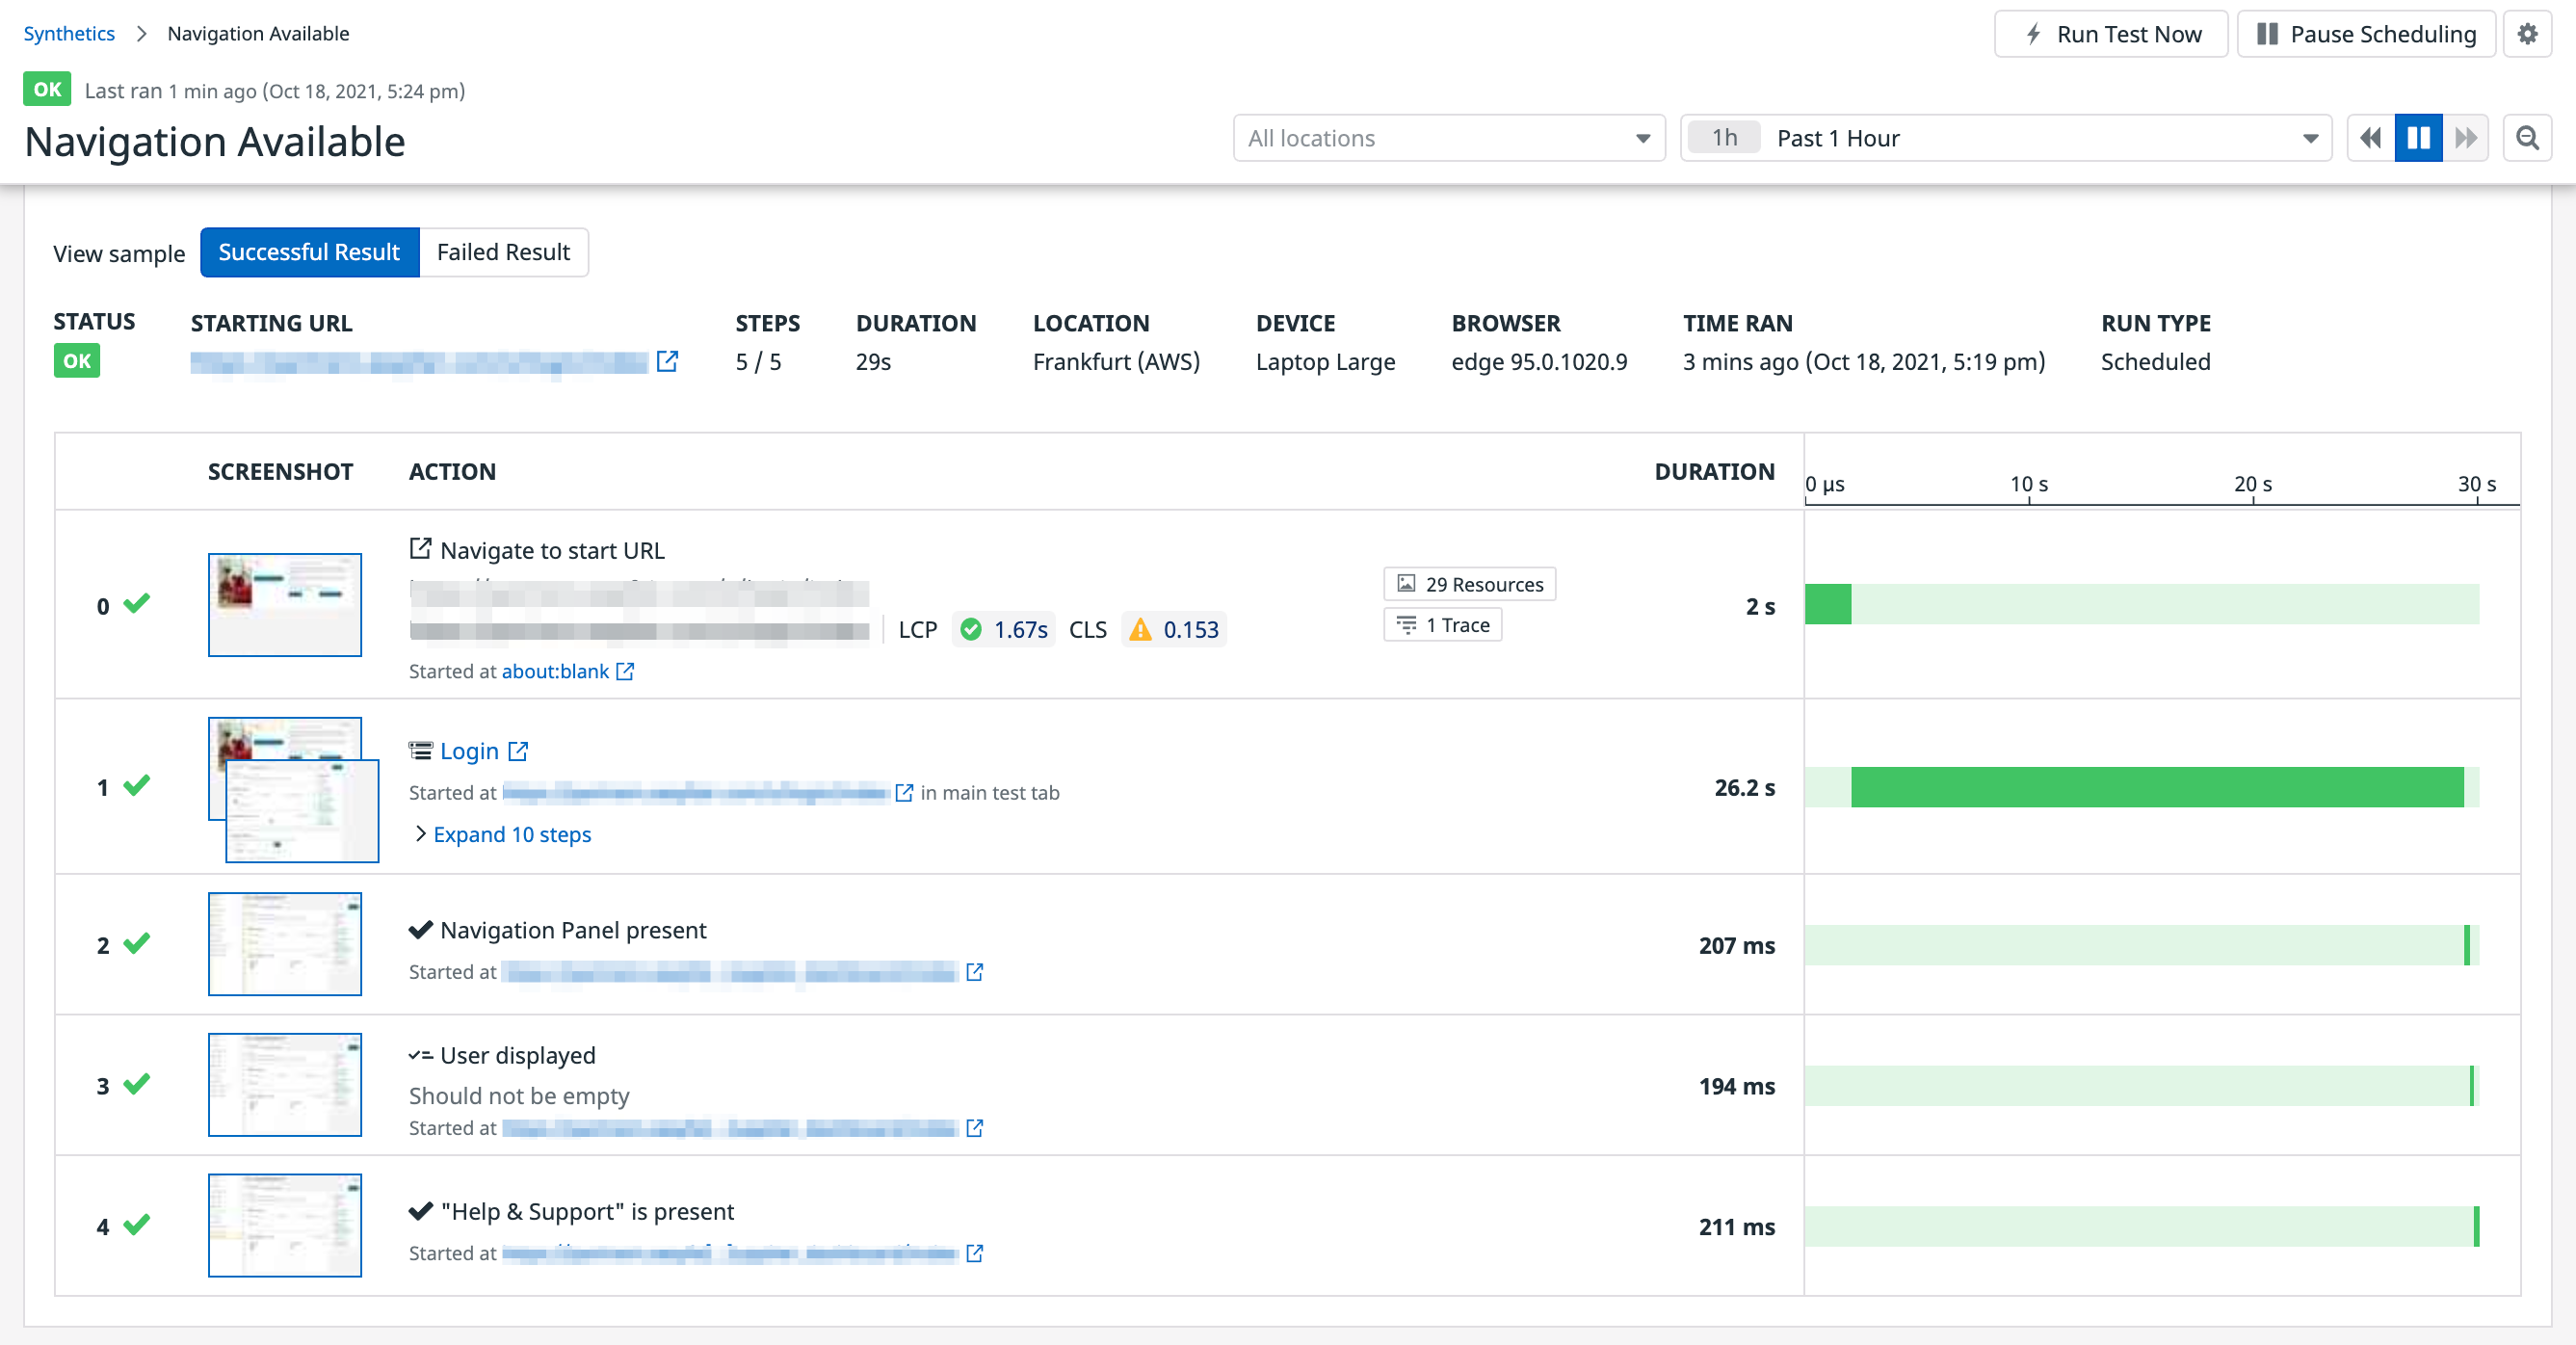 Synthetics > Navigation Available
Run Test Now
Pause Scheduling
OK Last ran 1 min ago (Oct 18, 2021, 5:24 pm)
Navigation Available
All locations
1h Past 1 Hour
View sample Successful Result Failed Result
STATUS STARTING URL STEPS DURATION LOCATION DEVICE BROWSER TIME RAN RUN TYPE
OK 5 / 5 29s Frankfurt (AWS) Laptop Large edge 95.0.1020.9 3 mins ago (Oct 18, 2021, 5:19 pm) Scheduled
SCREENSHOT ACTION DURATION 0 µs 10 s 20 s 30 s
Navigate to start URL
29 Resources
0 2 s
LCP 1.67s CLS 0.153
1 Trace
Started at about:blank
Login
1 26.2 s
Started at in main test tab
> Expand 10 steps
Navigation Panel present
2 207 ms
Started at
User displayed
3 194 ms
Should not be empty
Started at
"Help & Support" is present
4 211 ms
Started at